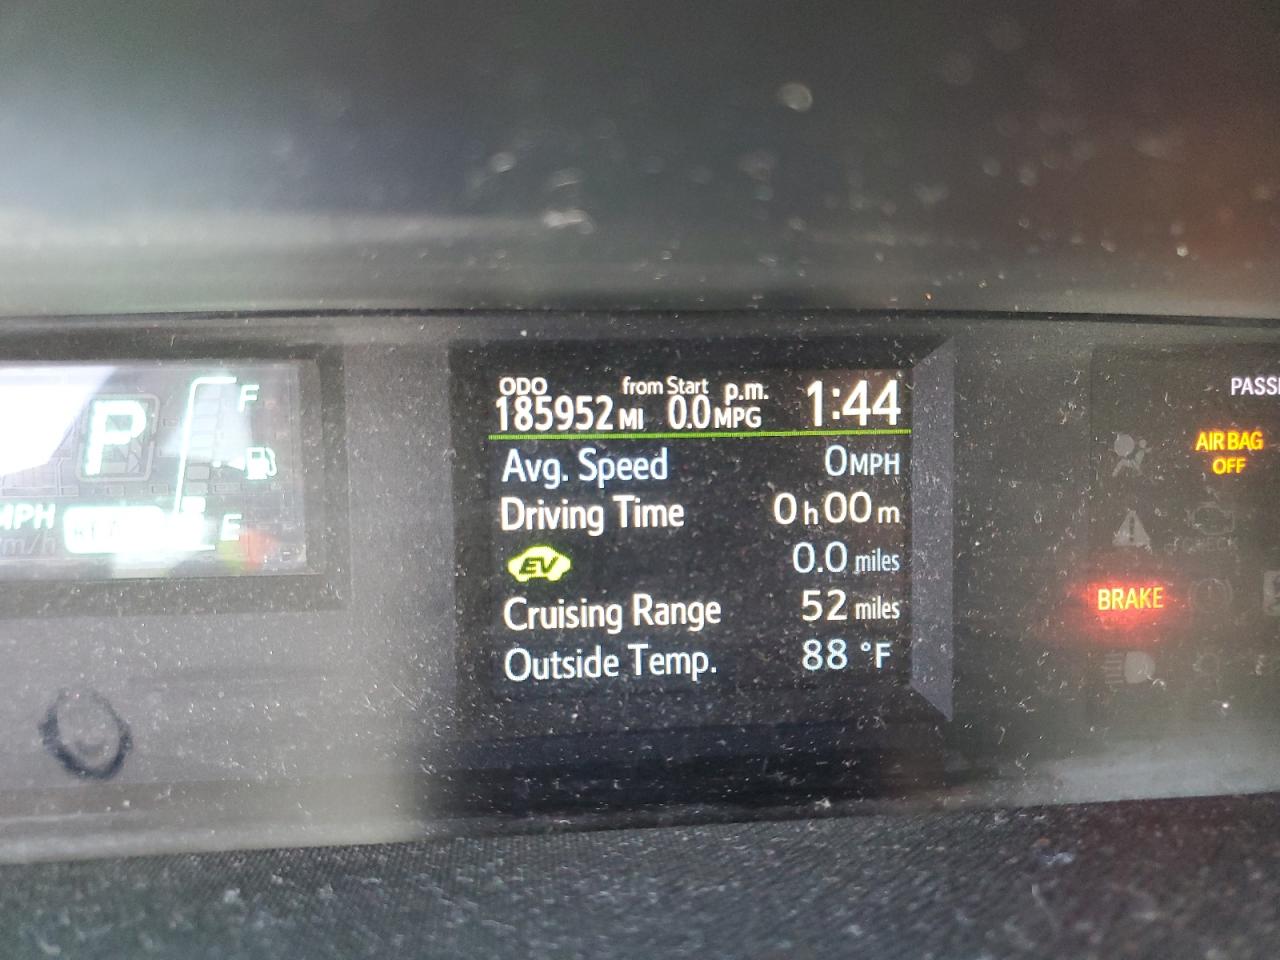 P
F
E
MPH
km/h
ODO from Start p.m. 1:44
185952 MI 0.0 MPG
Avg. Speed 0 MPH
Driving Time 0 h 00 m
EV 0.0 miles
Cruising Range 52 miles
Outside Temp. 88 °F
AIR BAG
OFF
BRAKE